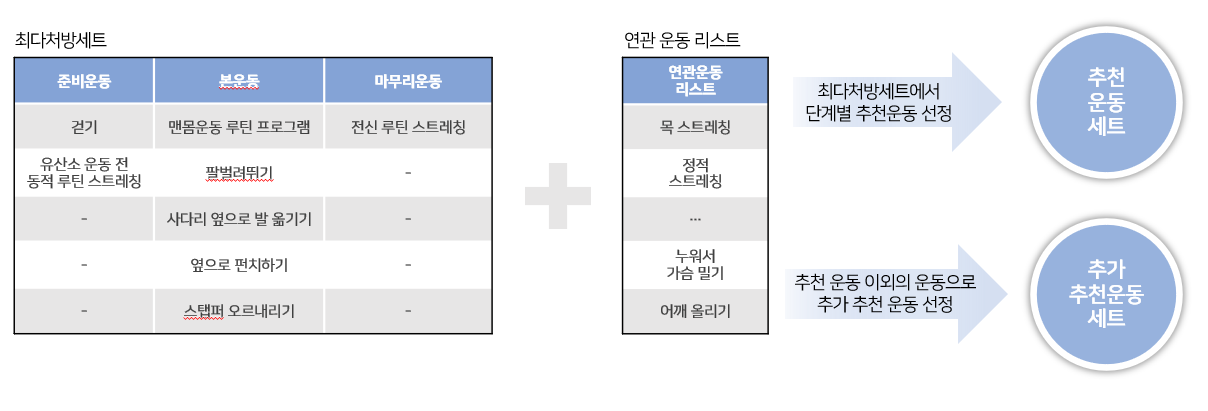 최다처방세트
준비운동 본운동 마무리운동
걷기 맨몸운동 루틴 프로그램 전신 루틴 스트레칭
유산소 운동 전
동적 루틴 스트레칭 팔벌려뛰기 -
- 사다리 옆으로 발 옮기기 -
- 옆으로 펀치하기 -
- 스탭퍼 오르내리기 -
연관 운동 리스트
연관운동
리스트
목 스트레칭
정적
스트레칭
...
누워서
가슴 밀기
어깨 올리기
최다처방세트에서
단계별 추천운동 선정
추천
운동
세트
추천 운동 이외의 운동으로
추가 추천 운동 선정
추가
추천운동
세트